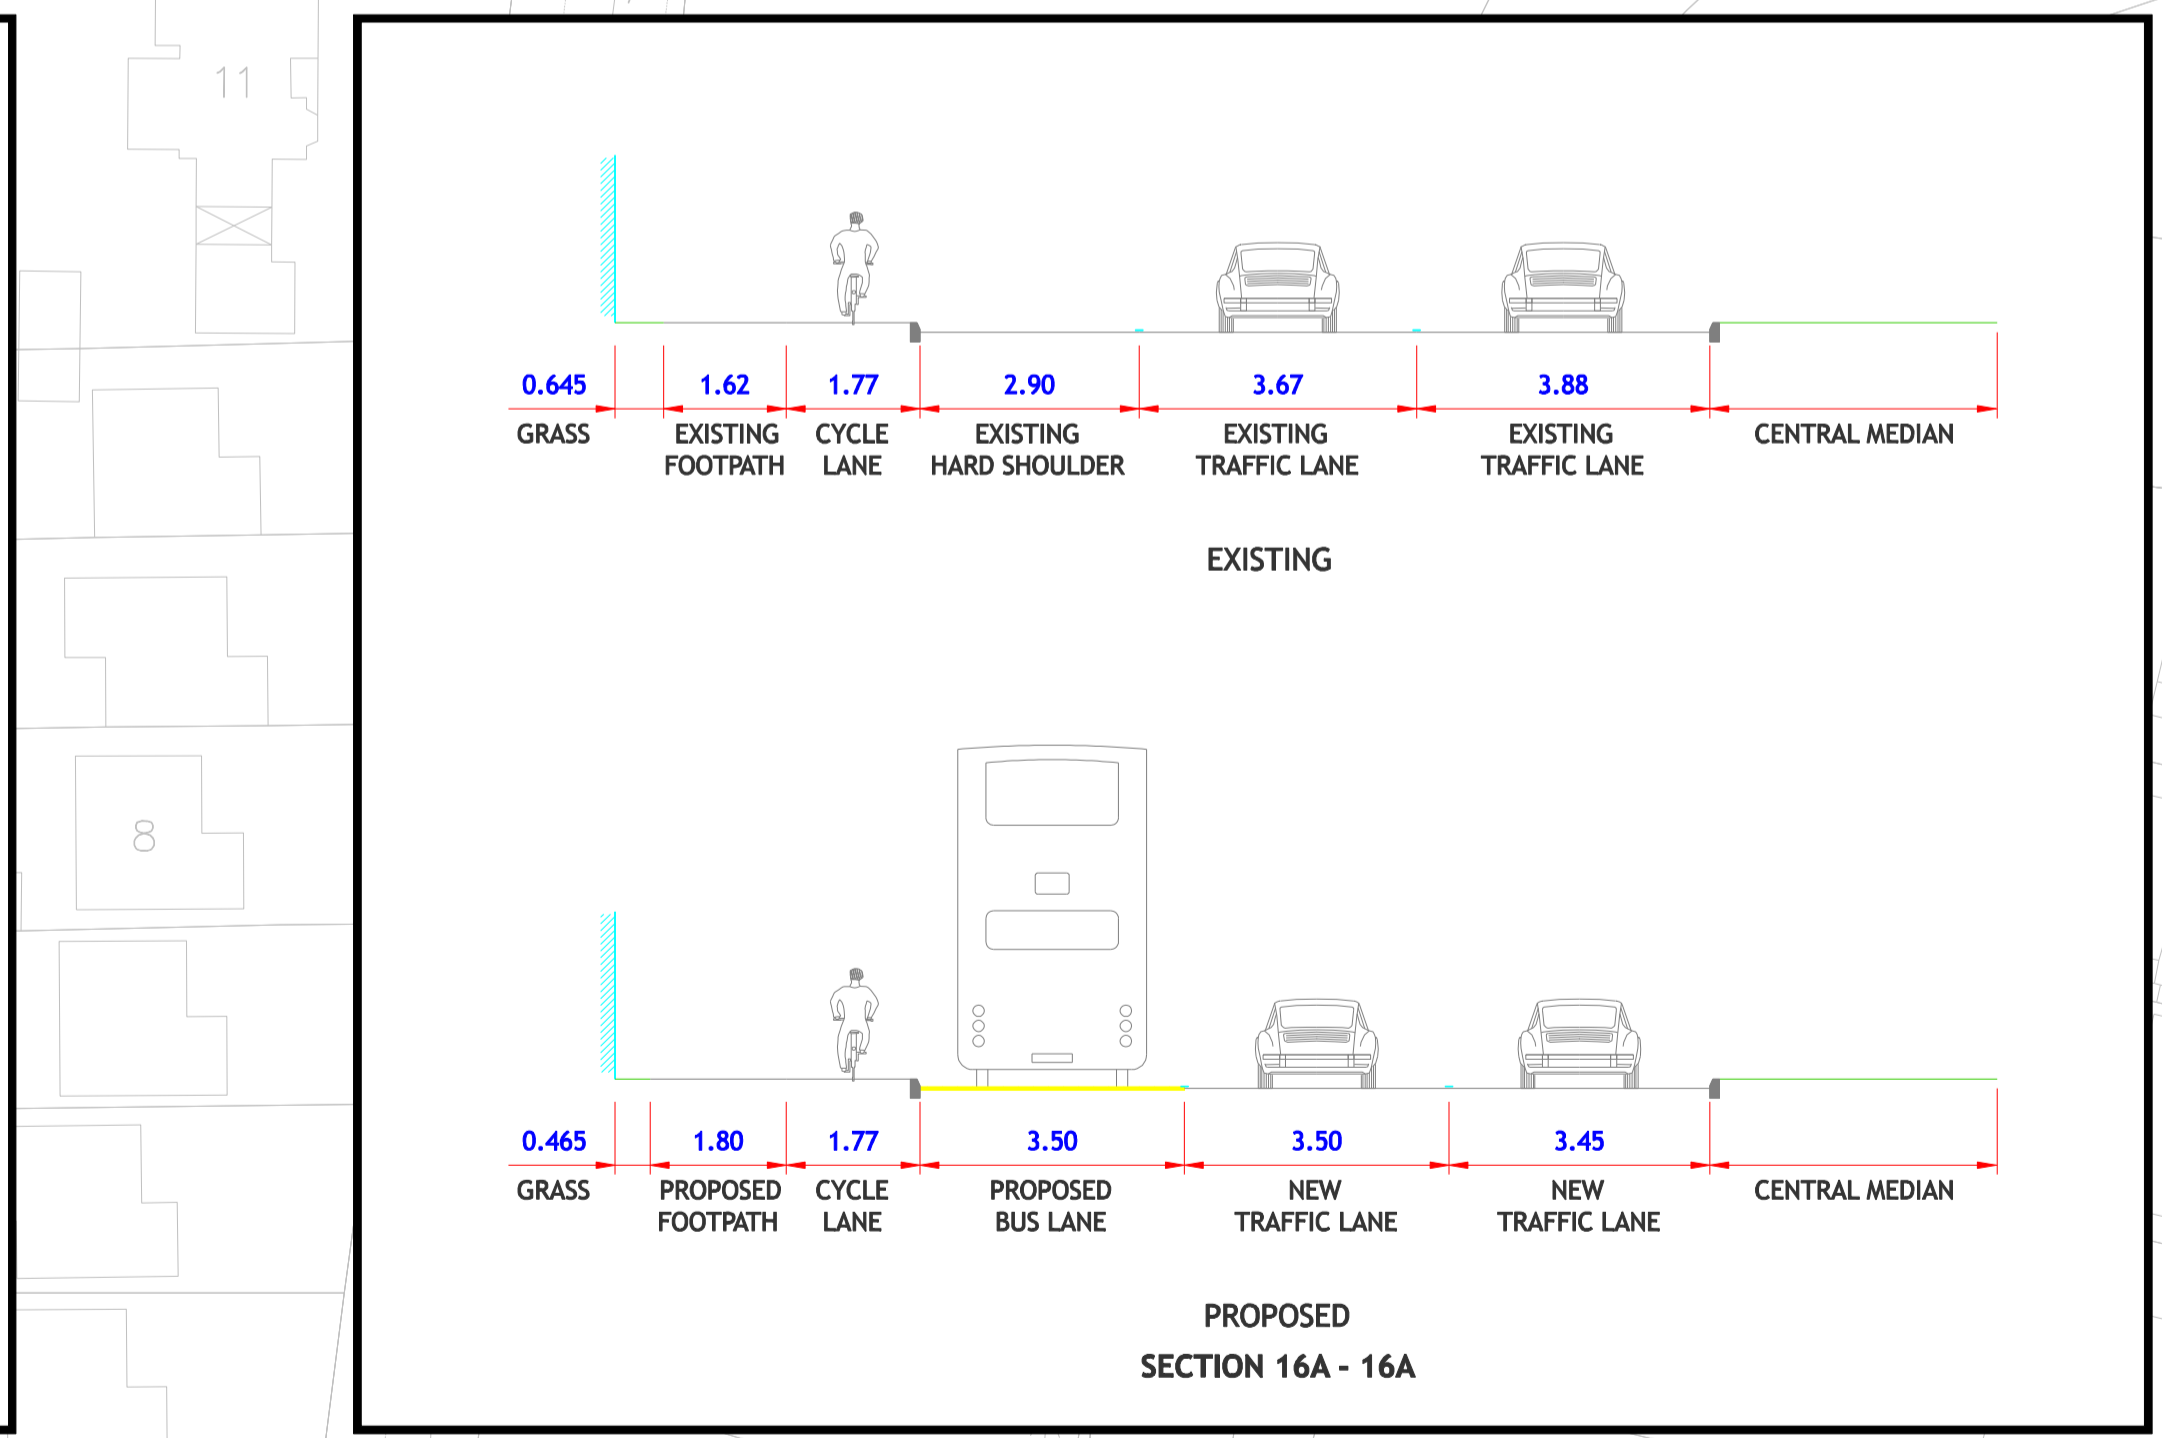 11
8
0.645 1.62 1.77 2.90 3.67 3.88
GRASS EXISTING CYCLE EXISTING EXISTING EXISTING CENTRAL MEDIAN
FOOTPATH LANE HARD SHOULDER TRAFFIC LANE TRAFFIC LANE
EXISTING
0.465 1.80 1.77 3.50 3.50 3.45
GRASS PROPOSED CYCLE PROPOSED NEW NEW CENTRAL MEDIAN
FOOTPATH LANE BUS LANE TRAFFIC LANE TRAFFIC LANE
PROPOSED
SECTION 16A - 16A